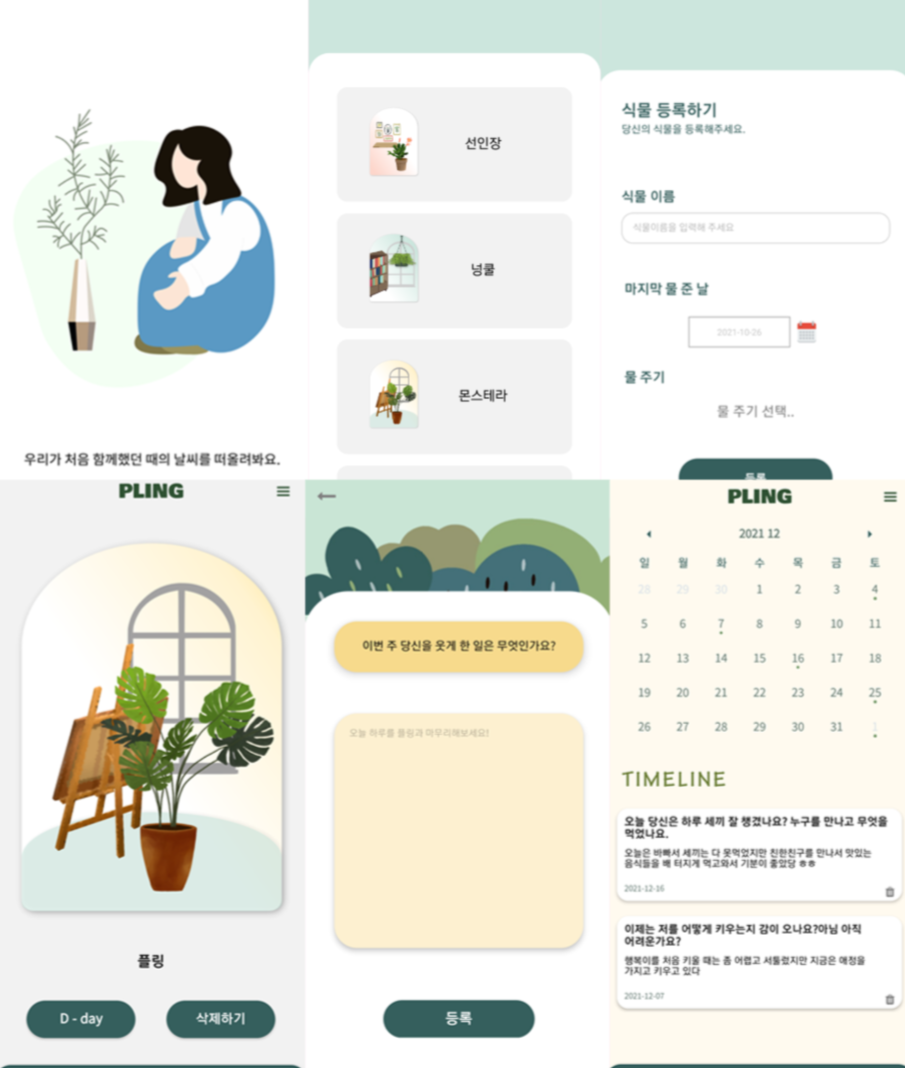 우리가 처음 함께했던 때의 날씨를 떠올려봐요.
선인장
넝쿨
몬스테라
식물 등록하기
당신의 식물을 등록해주세요.
식물 이름
식물이름을 입력해 주세요
마지막 물 준 날
2021-10-26
물 주기
물 주기 선택..
등록
PLING
플링
D - day
삭제하기
이번 주 당신을 웃게 한 일은 무엇인가요?
오늘 하루를 플링과 마무리해보세요!
등록
PLING
2021 12
일 월 화 수 목 금 토
28 29 30 1 2 3 4
5 6 7 8 9 10 11
12 13 14 15 16 17 18
19 20 21 22 23 24 25
26 27 28 29 30 31 1
TIMELINE
오늘 당신은 하루 세끼 잘 챙겼나요? 누구를 만나고 무엇을
먹었나요.
오늘은 바빠서 세끼는 다 못먹었지만 친한친구를 만나서 맛있는
음식들을 배 터지게 먹고와서 기분이 좋았당 ㅎㅎ
2021-12-16
이제는 저를 어떻게 키우는지 감이 오나요?아님 아직
어려운가요?
행복이를 처음 키울 때는 좀 어렵고 서툴렀지만 지금은 애정을
가지고 키우고 있다
2021-12-07